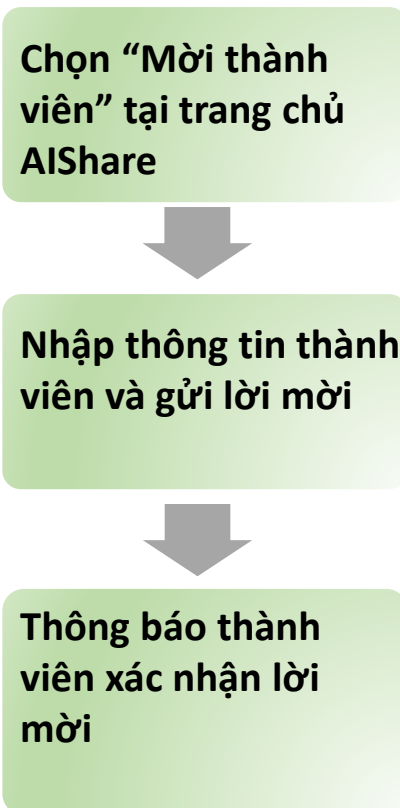 Chọn “Mời thành
viên” tại trang chủ
AIShare
Nhập thông tin thành
viên và gửi lời mời
Thông báo thành
viên xác nhận lời
mời